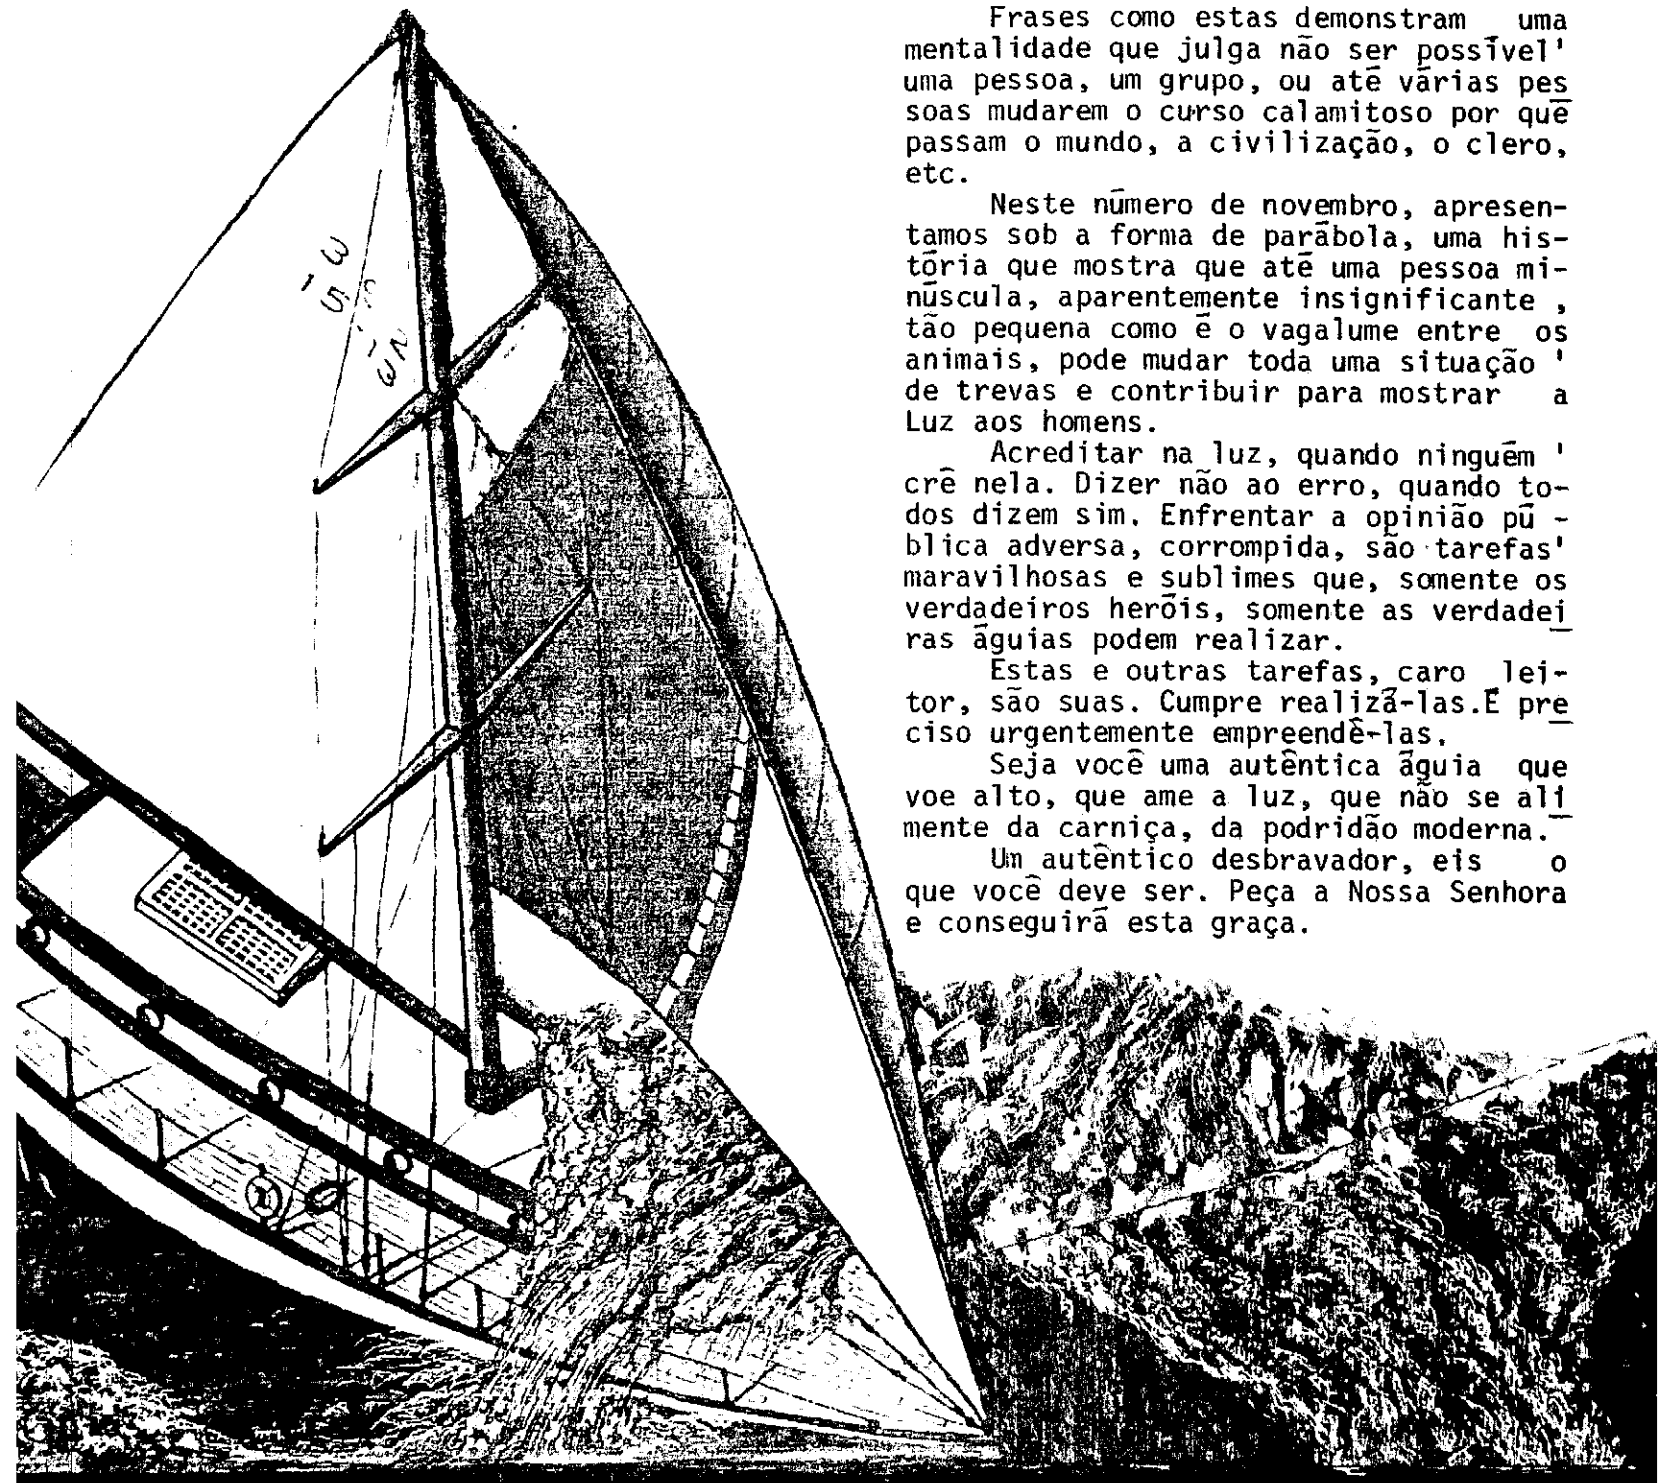 Frases como estas demonstram uma
mentalidade que julga não ser possível'
uma pessoa, um grupo, ou até várias pes
soas mudarem o curso calamitoso por quê
passam o mundo, a civilização, o clero,
etc.
Neste número de novembro, apresen-
tamos sob a forma de parábola, uma his-
tória que mostra que até uma pessoa mi-
núscula, aparentemente insignificante ,
tão pequena como é o vagalume entre os
animais, pode mudar toda uma situação '
de trevas e contribuir para mostrar a
Luz aos homens.
Acreditar na luz, quando ninguém '
crê nela. Dizer não ao erro, quando to-
dos dizem sim. Enfrentar a opinião pú -
blica adversa, corrompida, são tarefas'
maravilhosas e sublimes que, somente os
verdadeiros heróis, somente as verdadei
ras águias podem realizar.
Estas e outras tarefas, caro lei-
tor, são suas. Cumpre realizá-las.É pre
ciso urgentemente empreendê-las.
Seja você uma autêntica águia que
voe alto, que ame a luz, que não se ali
mente da carniça, da podridão moderna.
Um autêntico desbravador, eis o
que você deve ser. Peça a Nossa Senhora
e conseguirá esta graça.